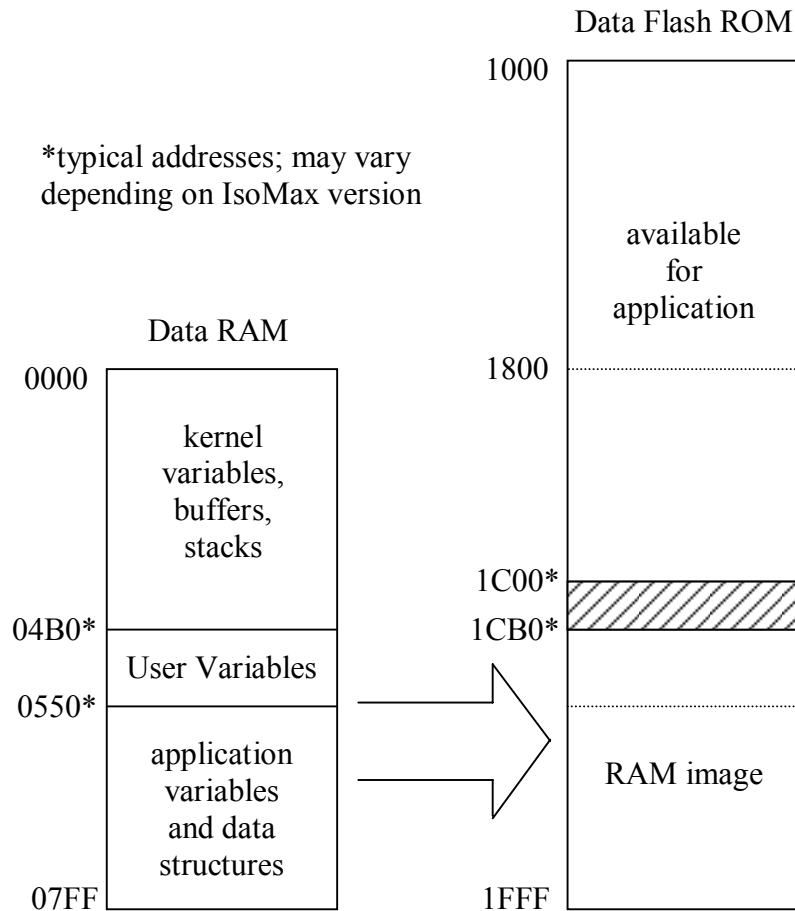 Data Flash ROM
1000
*typical addresses; may vary
depending on IsoMax version
available
for
application
Data RAM
0000
1800
kernel
variables,
buffers,
stacks
1C00*
04B0*
1CB0*
User Variables
0550*
application
variables
and data
structures
RAM image
07FF
1FFF